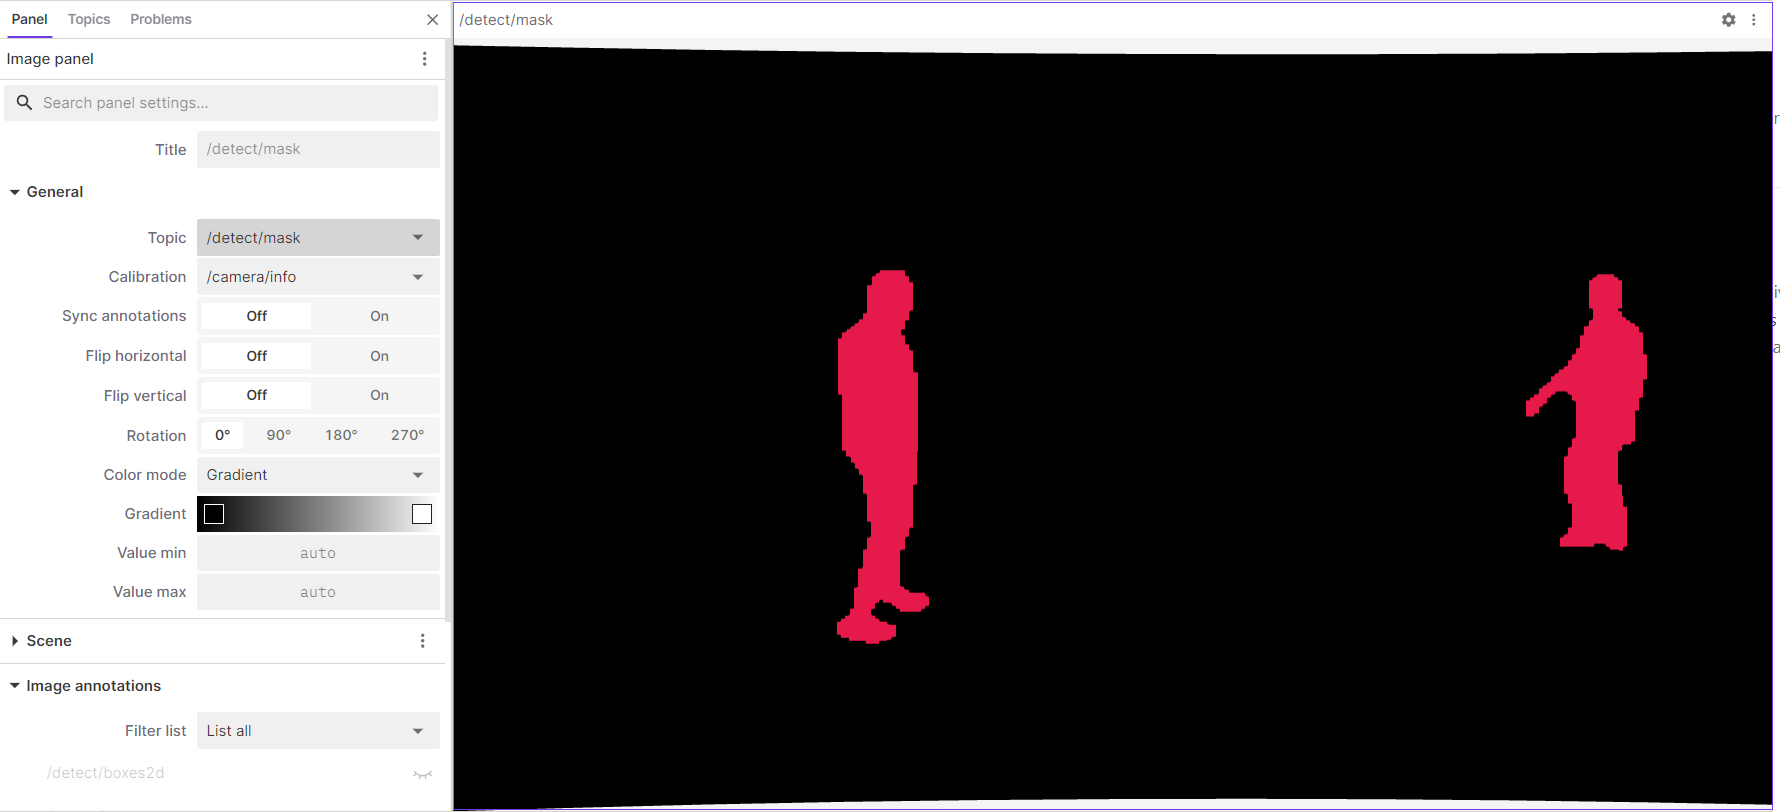 Panel Topics Problems
/detect/mask
Image panel
Search panel settings...
Title /detect/mask
General
Topic /detect/mask
Calibration /camera/info
Sync annotations Off On
Flip horizontal Off On
Flip vertical Off On
Rotation 0° 90° 180° 270°
Color mode Gradient
Gradient
Value min auto
Value max auto
Scene
Image annotations
Filter list List all
/detect/boxes2d